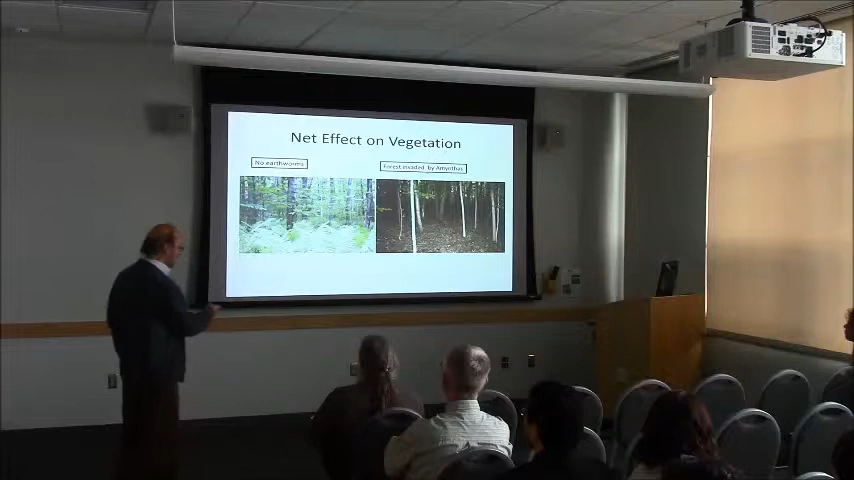 Net Effect on Vegetation
No earthworms
Forest invaded by Amynthas